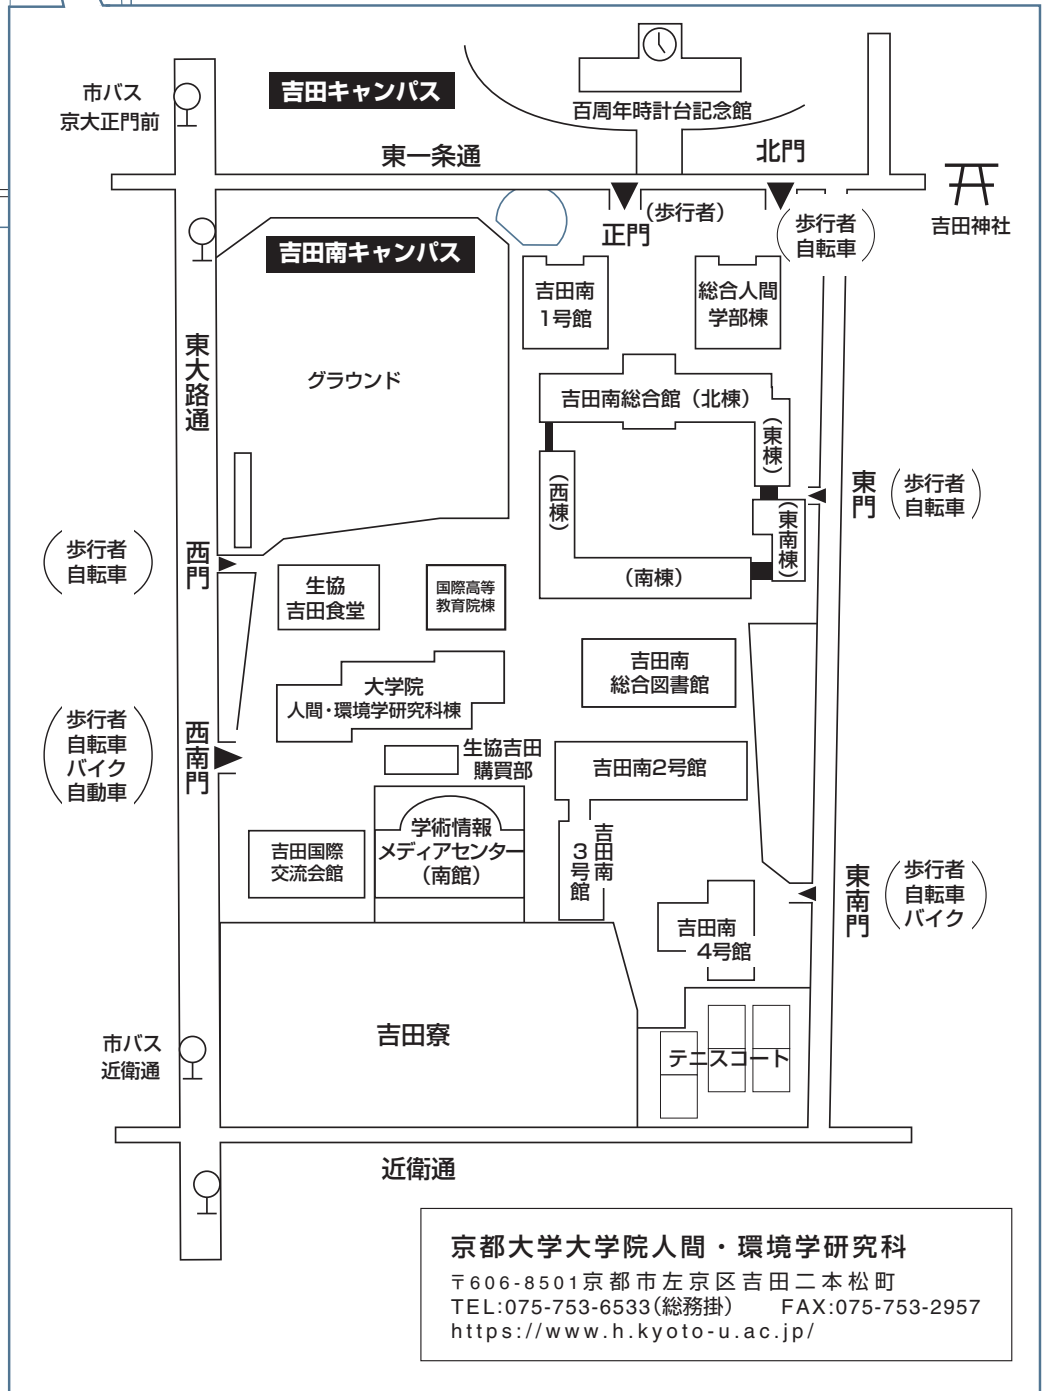 市バス
京大正門前
吉田キャンパス
百周年時計台記念館
東一条通
北門
(歩行者)
正門
(歩行者
自転車)
吉田神社
吉田南キャンパス
吉田南
1号館
総合人間
学部棟
東大路通
グラウンド
吉田南総合館(北棟)
(東棟)
(西棟)
東門
(歩行者
自転車)
(東南棟)
(南棟)
(歩行者
自転車)
西門
生協
吉田食堂
国際高等
教育院棟
吉田南
総合図書館
大学院
人間・環境学研究科棟
(歩行者
自転車
バイク
自動車)
西南門
生協吉田
購買部
吉田南2号館
学術情報
メディアセンター
(南館)
吉田国際
交流会館
吉田南
3号館
東南門
(歩行者
自転車
バイク)
吉田南
4号館
吉田寮
テニスコート
市バス
近衛通
近衛通
京都大学大学院人間・環境学研究科
〒606-8501京都市左京区吉田二本松町
TEL:075-753-6533(総務掛) FAX:075-753-2957
https://www.h.kyoto-u.ac.jp/